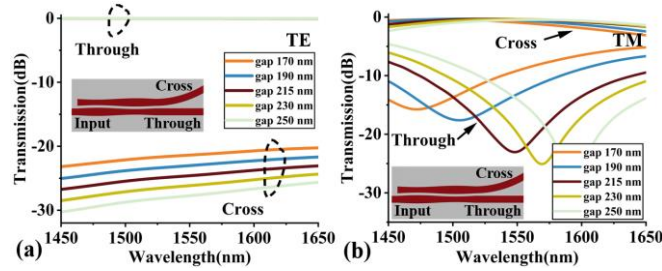 0
-10
-20
-30
Transmission(dB)
TE
Through
gap 170 nm
gap 190 nm
gap 215 nm
gap 230 nm
gap 250 nm
Cross
Input Through
Cross
(a)
1450 1500 1550 1600 1650
Wavelength(nm)
0
-10
-20
-30
Transmission(dB)
TM
Cross
Through
gap 170 nm
gap 190 nm
gap 215 nm
gap 230 nm
gap 250 nm
Cross
Input Through
(b)
1450 1500 1550 1600 1650
Wavelength(nm)